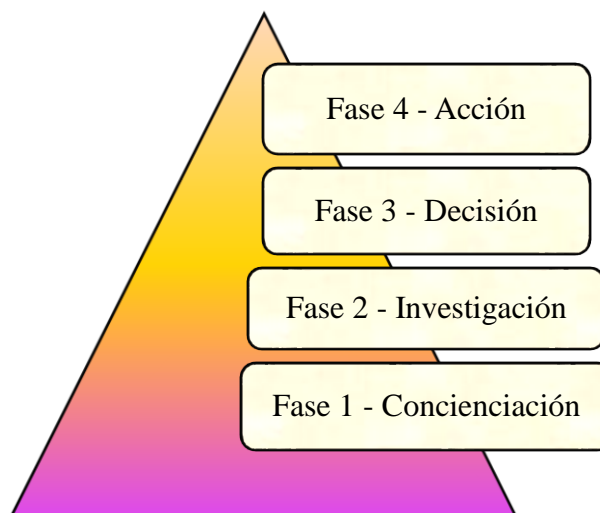 Fase 4 - Acción
Fase 3 - Decisión
Fase 2 - Investigación
Fase 1 - Concienciación